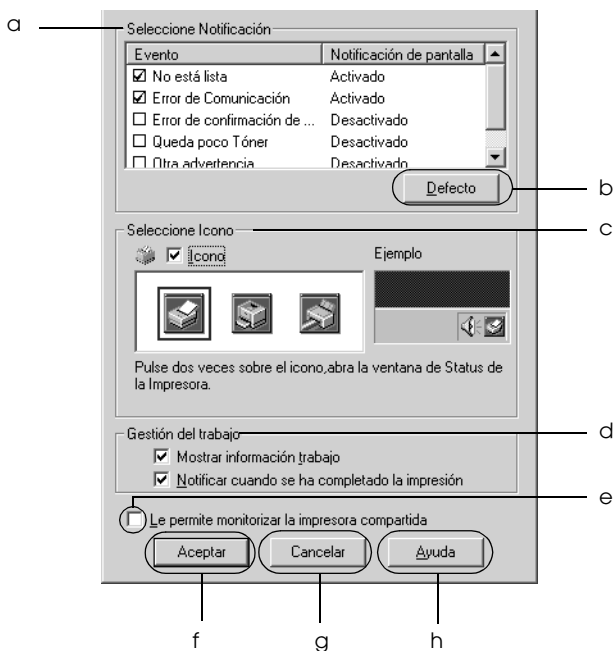 a
Seleccione Notificación
Evento Notificación de pantalla
No está lista Activado
Error de Comunicación Activado
Error de confirmación de ... Desactivado
Queda poco Tóner Desactivado
Otra advertencia Desactivado
Defecto
b
Seleccione Icono
c
Icono
Ejemplo
Pulse dos veces sobre el icono,abra la ventana de Status de
la Impresora.
Gestión del trabajo
d
Mostrar información trabajo
Notificar cuando se ha completado la impresión
e
Le permite monitorizar la impresora compartida
Aceptar Cancelar Ayuda
f g h